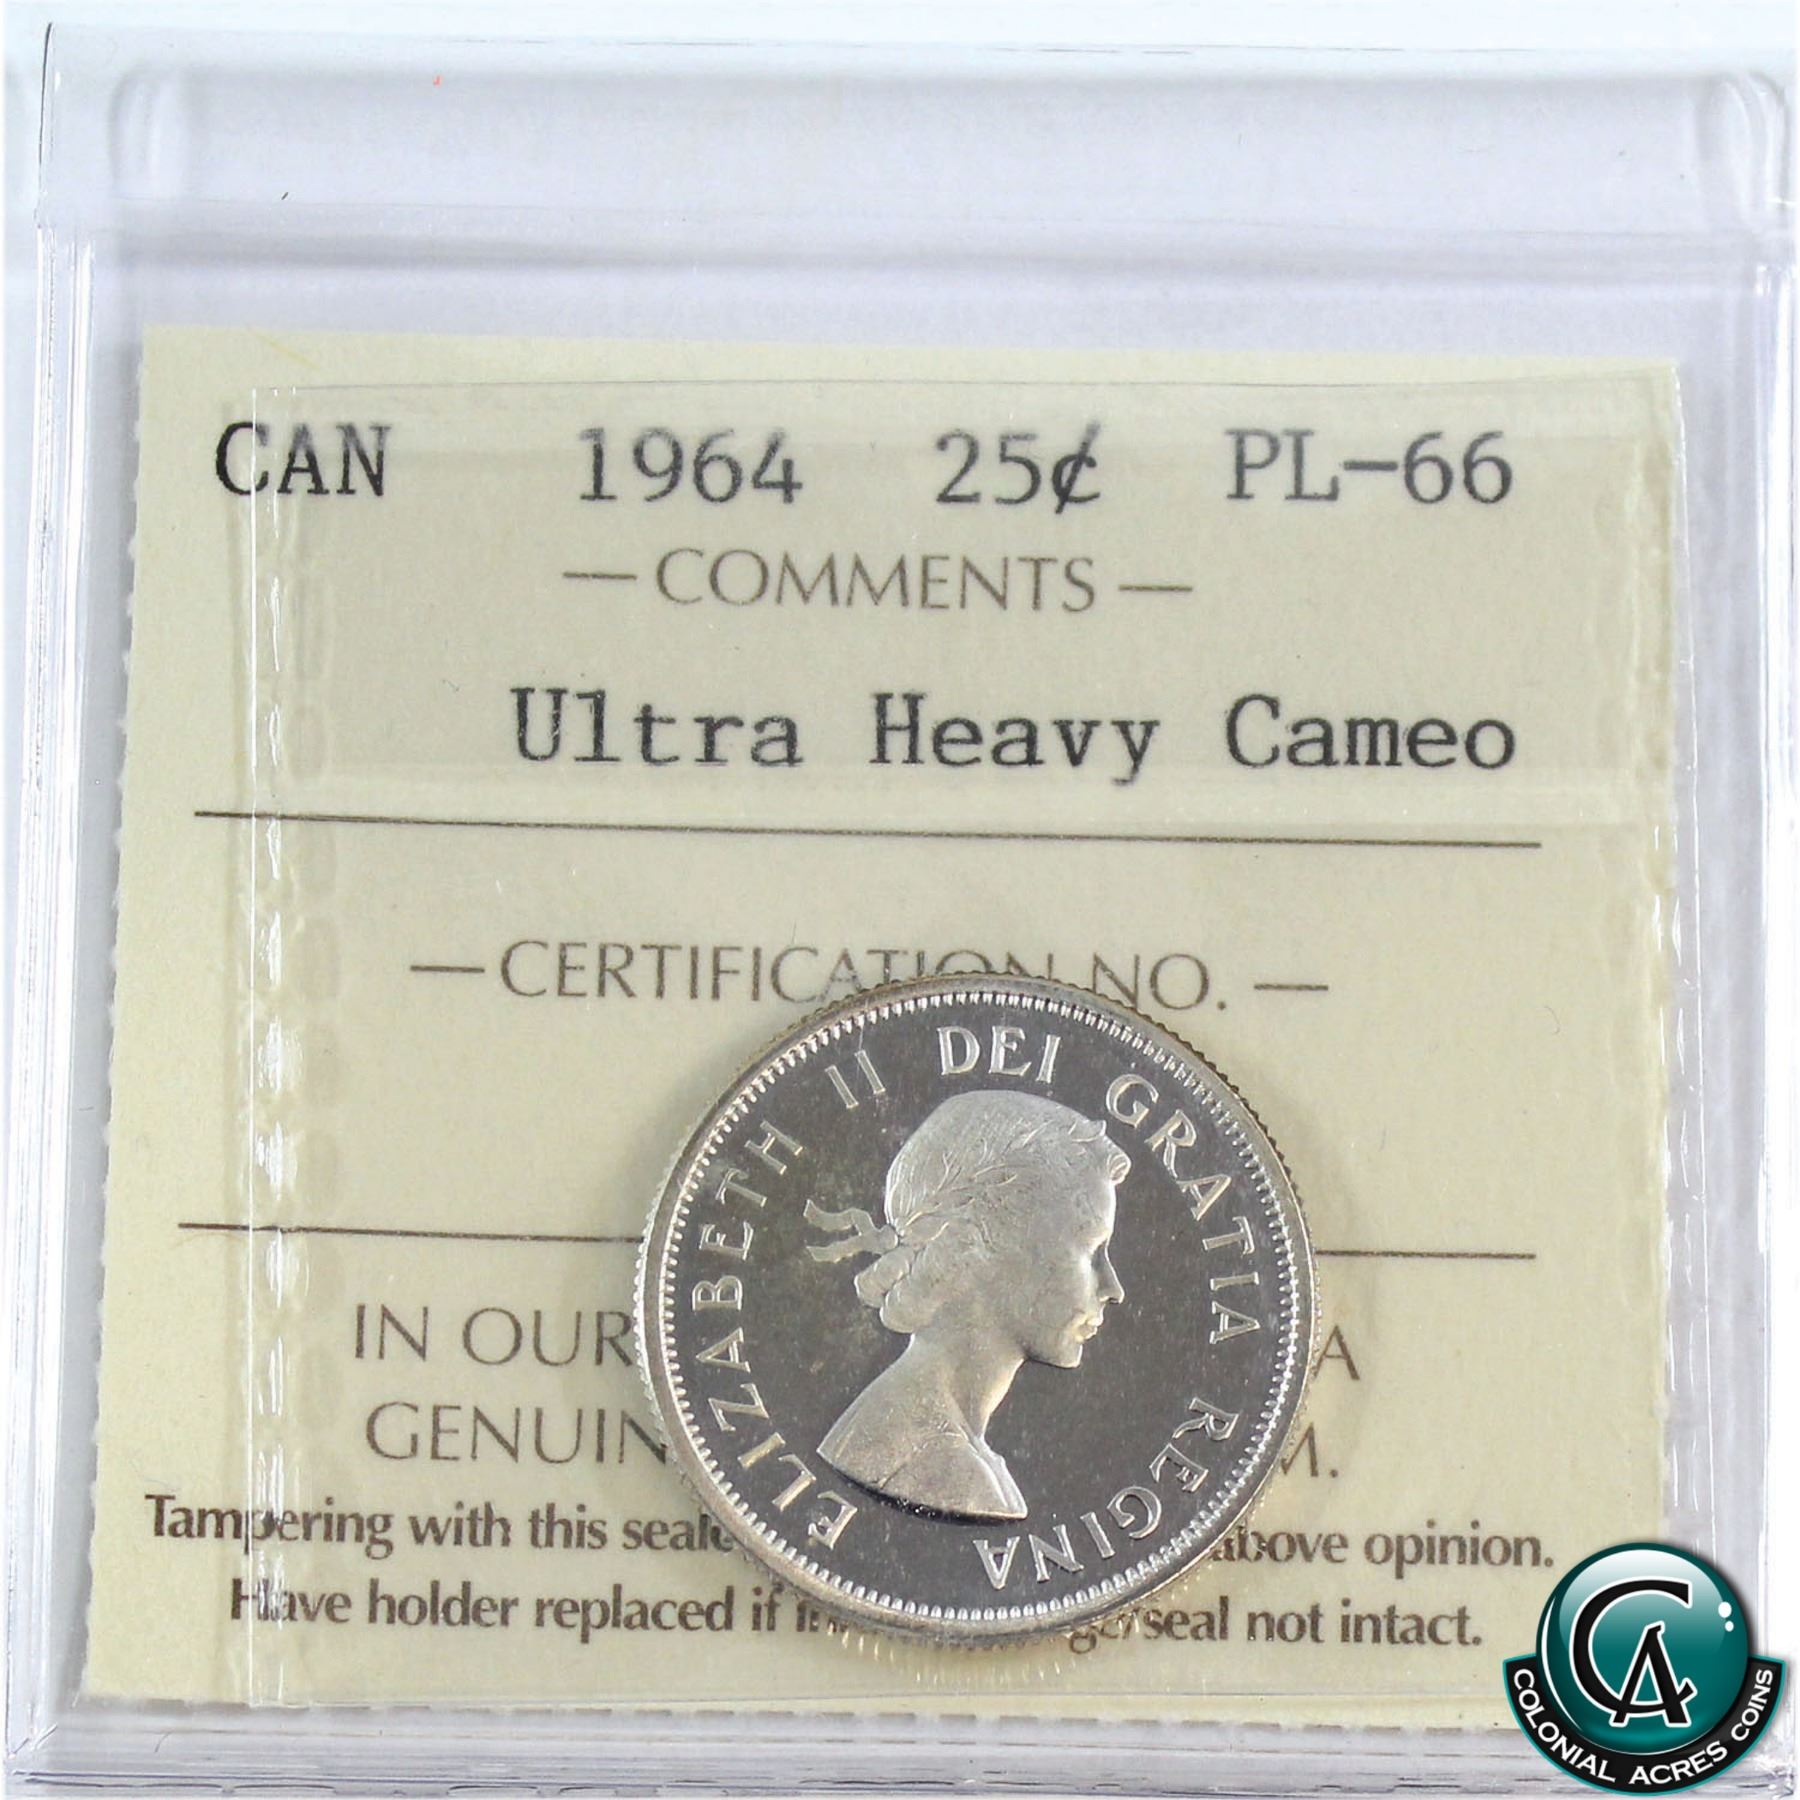 CAN 1964 25¢ PL-66
— COMMENTS —
Ultra Heavy Cameo
— CERTIFICATION NO. —
IN OUR
GENUIN
Tampering with this seal above opinion.
Have holder replaced if seal not intact.
ELIZABETH II DEI GRATIA REGINA
CA
COLONIAL ACRES COINS